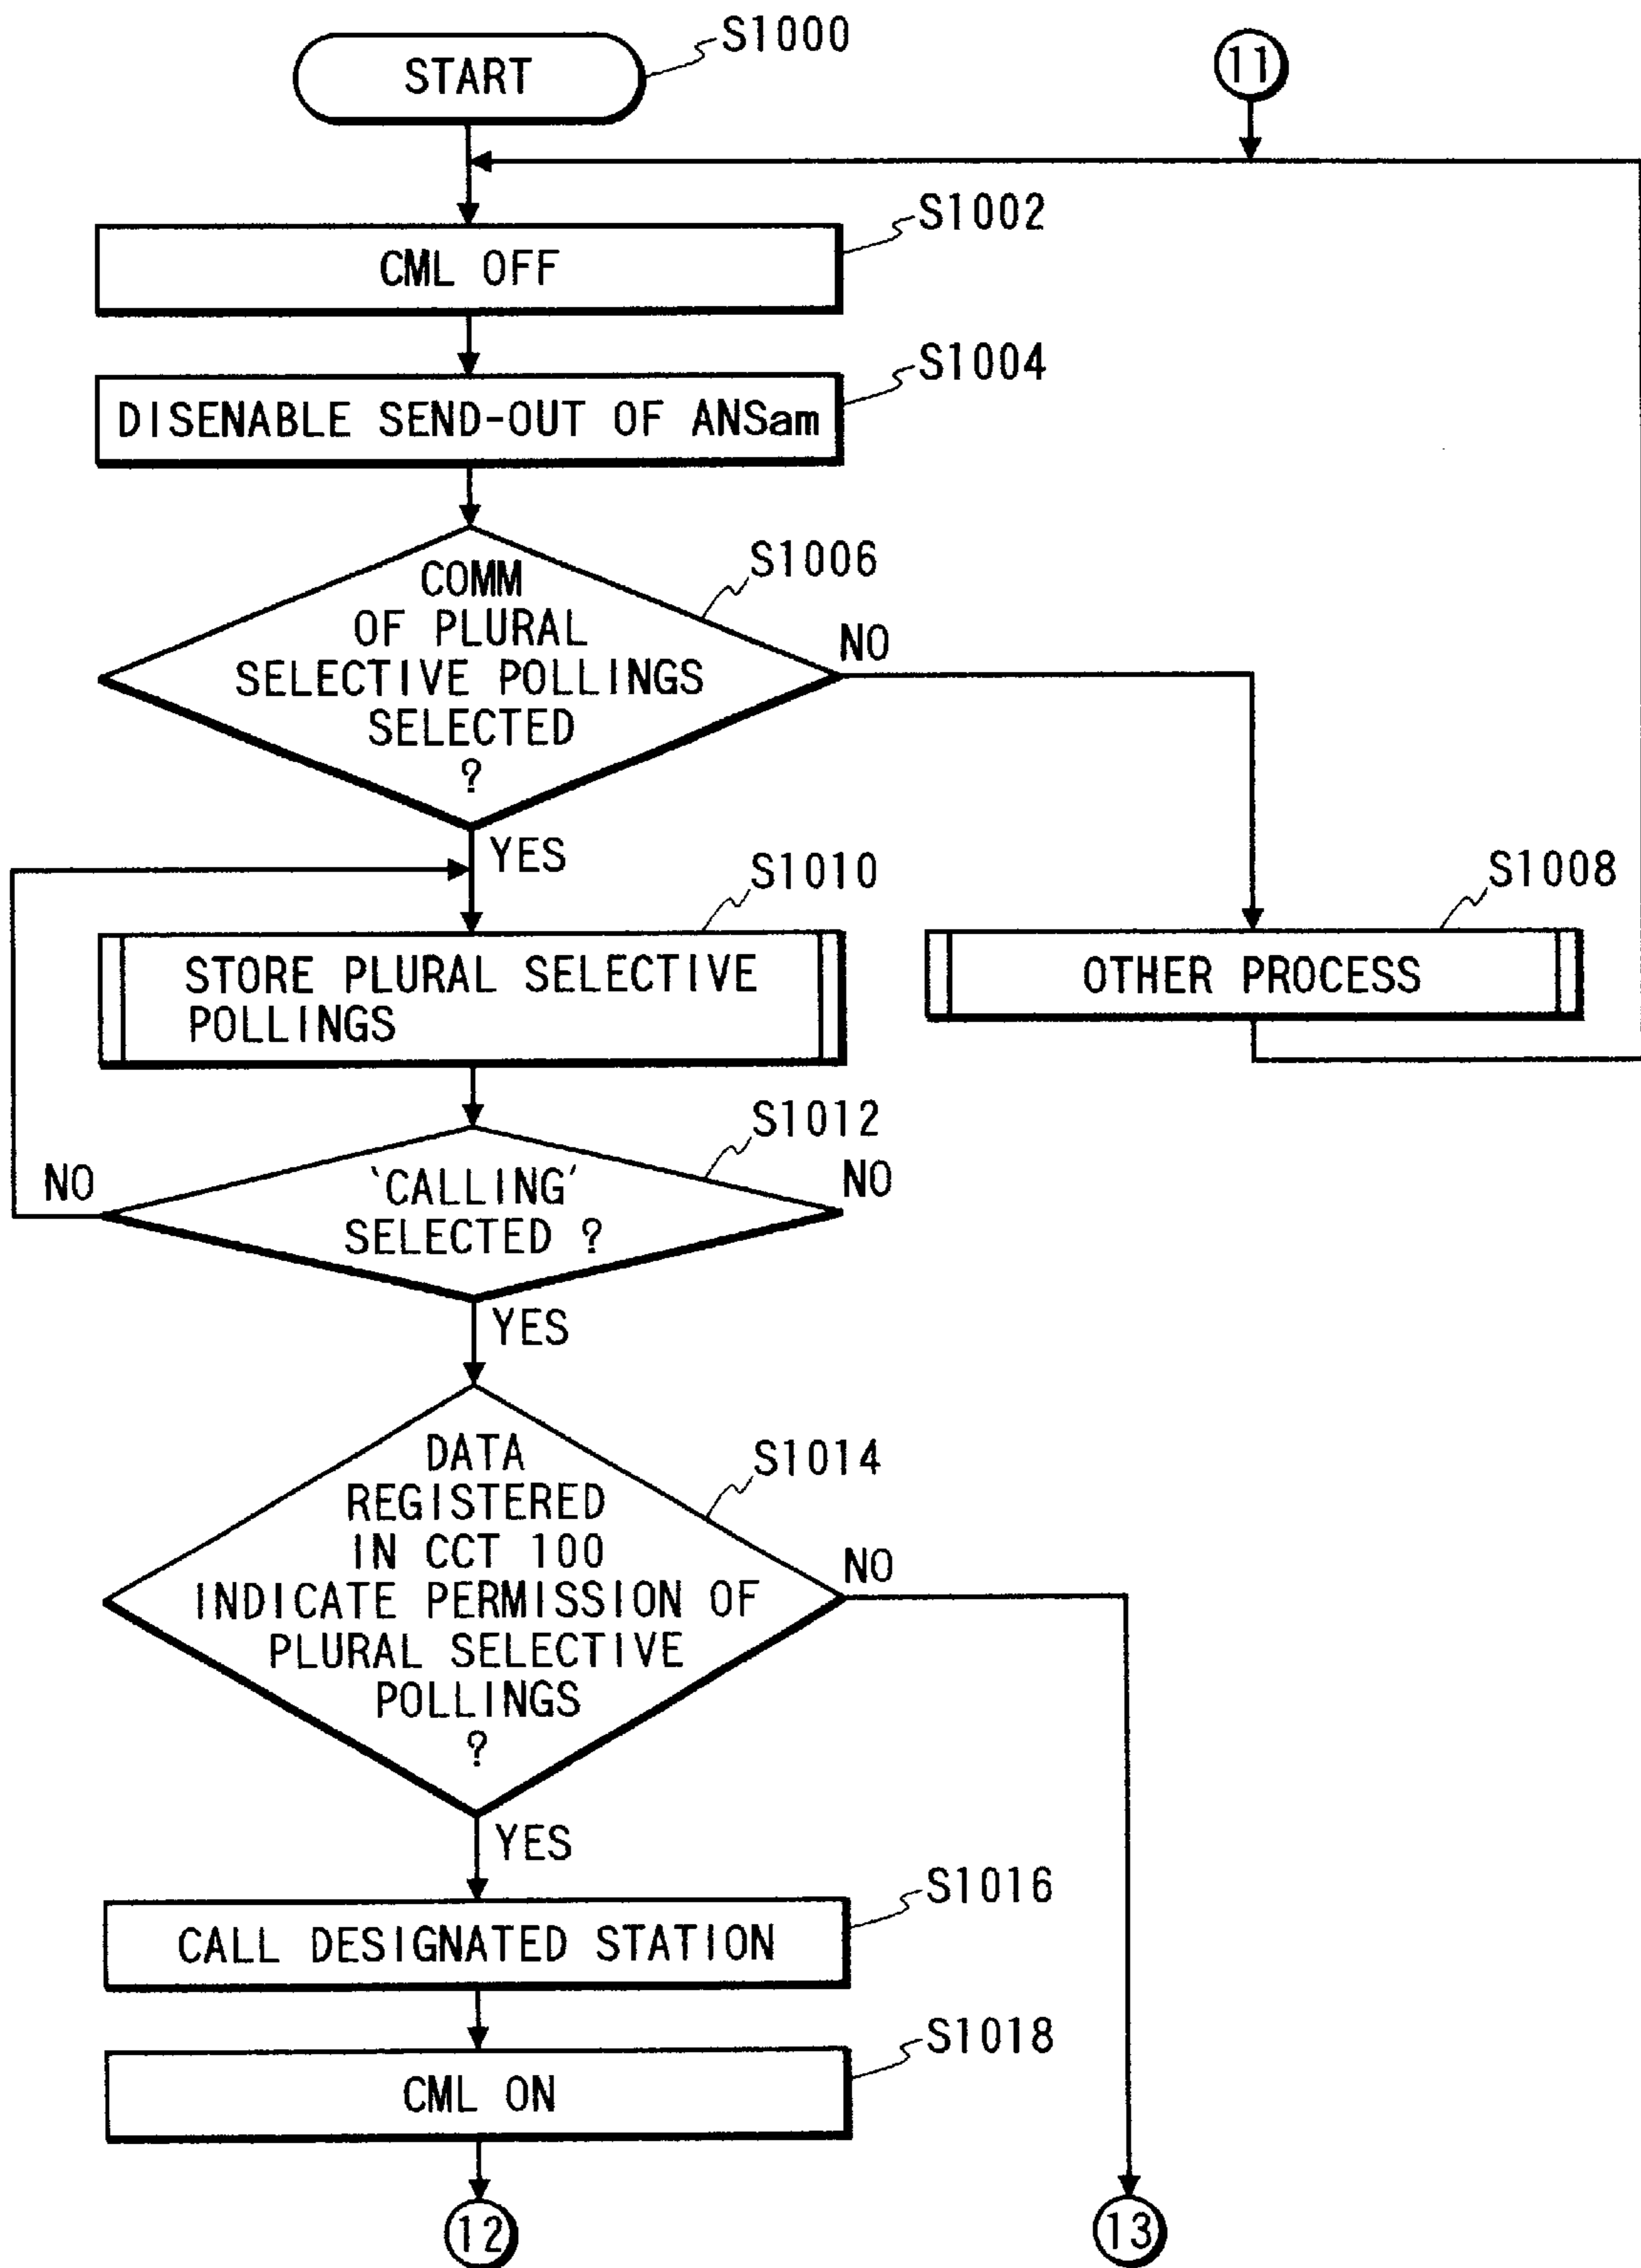 START
S1000
11
S1002
CML OFF
S1004
DISENABLE SEND-OUT OF ANSam
S1006
COMM
OF PLURAL
SELECTIVE POLLINGS
SELECTED
?
NO
YES
S1010
STORE PLURAL SELECTIVE
POLLINGS
S1008
OTHER PROCESS
S1012
NO
'CALLING'
SELECTED ?
NO
YES
S1014
DATA
REGISTERED
IN CCT 100
INDICATE PERMISSION OF
PLURAL SELECTIVE
POLLINGS
?
NO
YES
S1016
CALL DESIGNATED STATION
S1018
CML ON
12
13